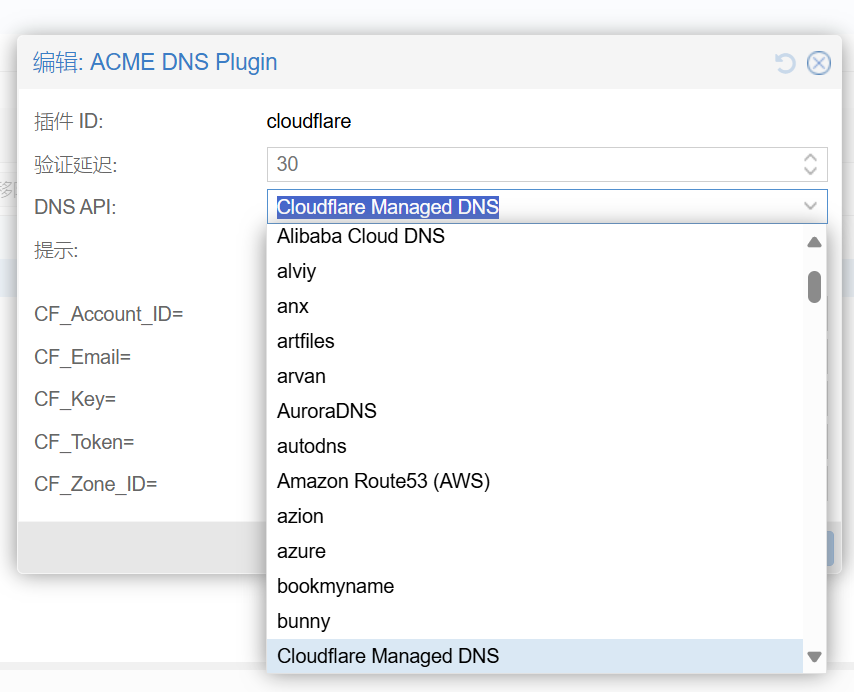 编辑: ACME DNS Plugin
插件 ID:
cloudflare
验证延迟:
30
DNS API:
Cloudflare Managed DNS
提示:
Alibaba Cloud DNS
alviy
anx
artfiles
arvan
AuroraDNS
autodns
Amazon Route53 (AWS)
azion
azure
bookmyname
bunny
Cloudflare Managed DNS
CF_Account_ID=
CF_Email=
CF_Key=
CF_Token=
CF_Zone_ID=